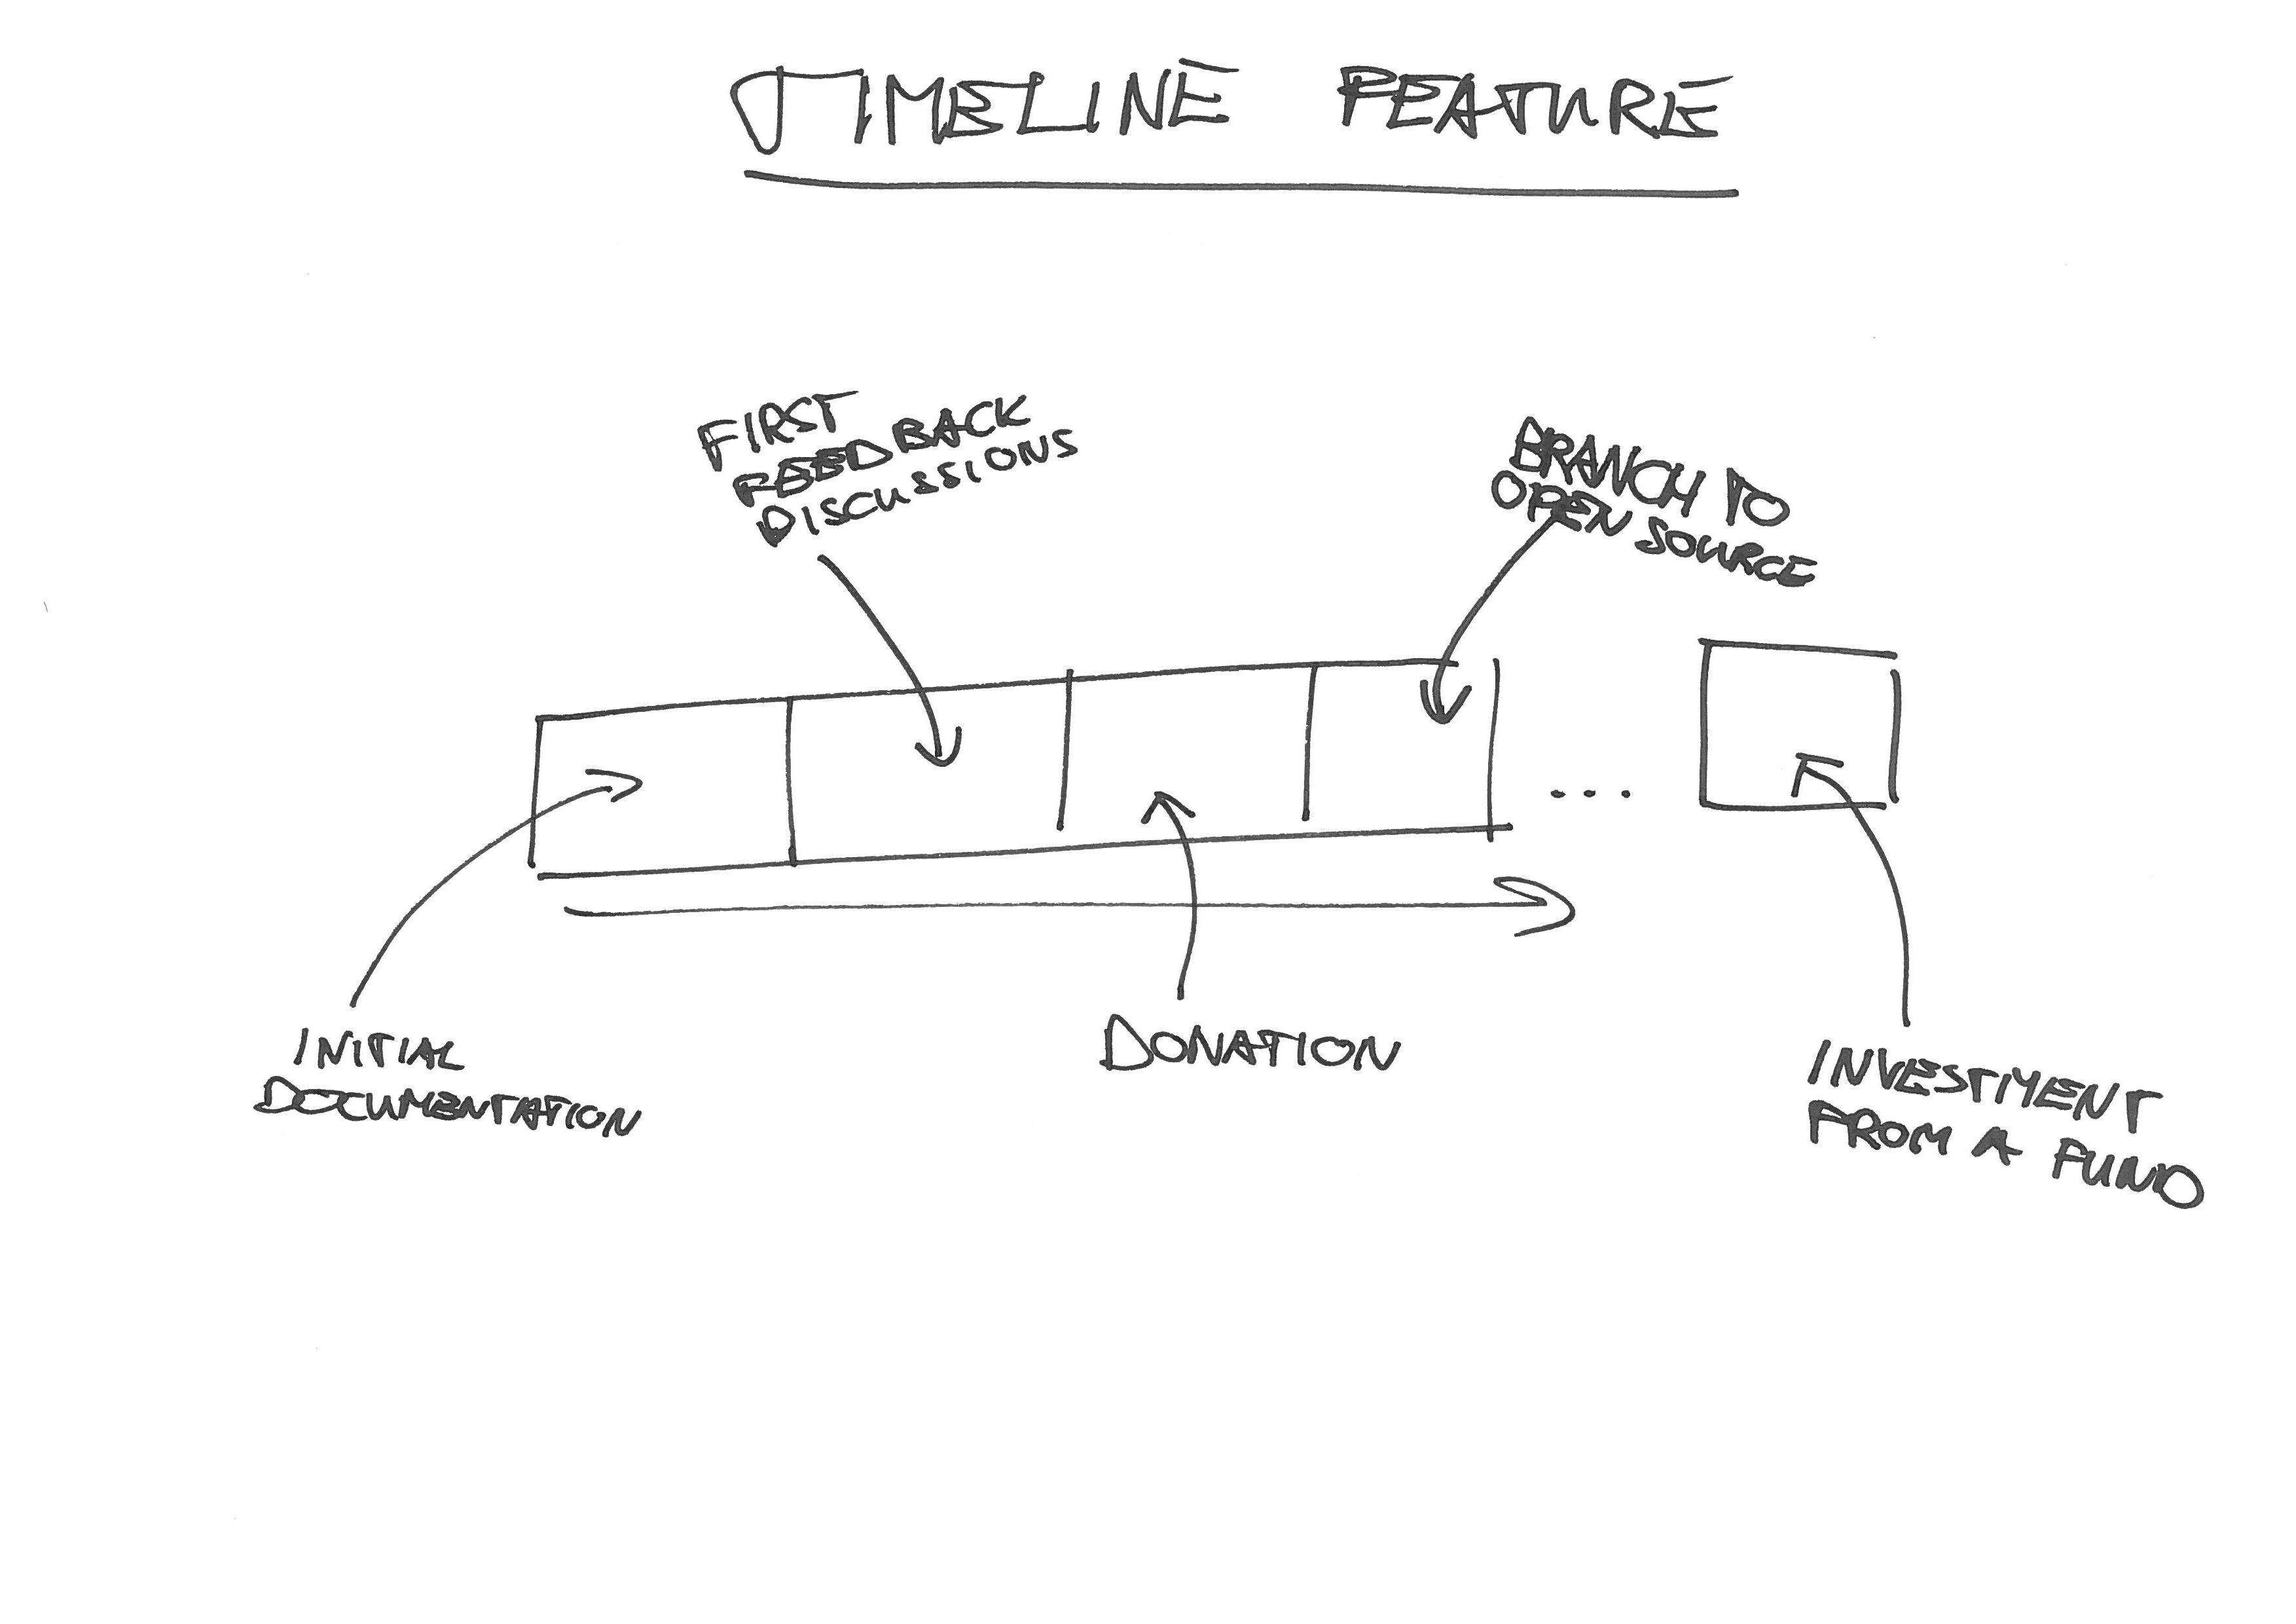 TIMELINE FEATURE
FIRST
FEEDBACK
DISCUSSIONS
BRANCH TO
OPEN SOURCE
...
INITIAL
DOCUMENTATION
DONATION
INVESTMENT
FROM A FUND